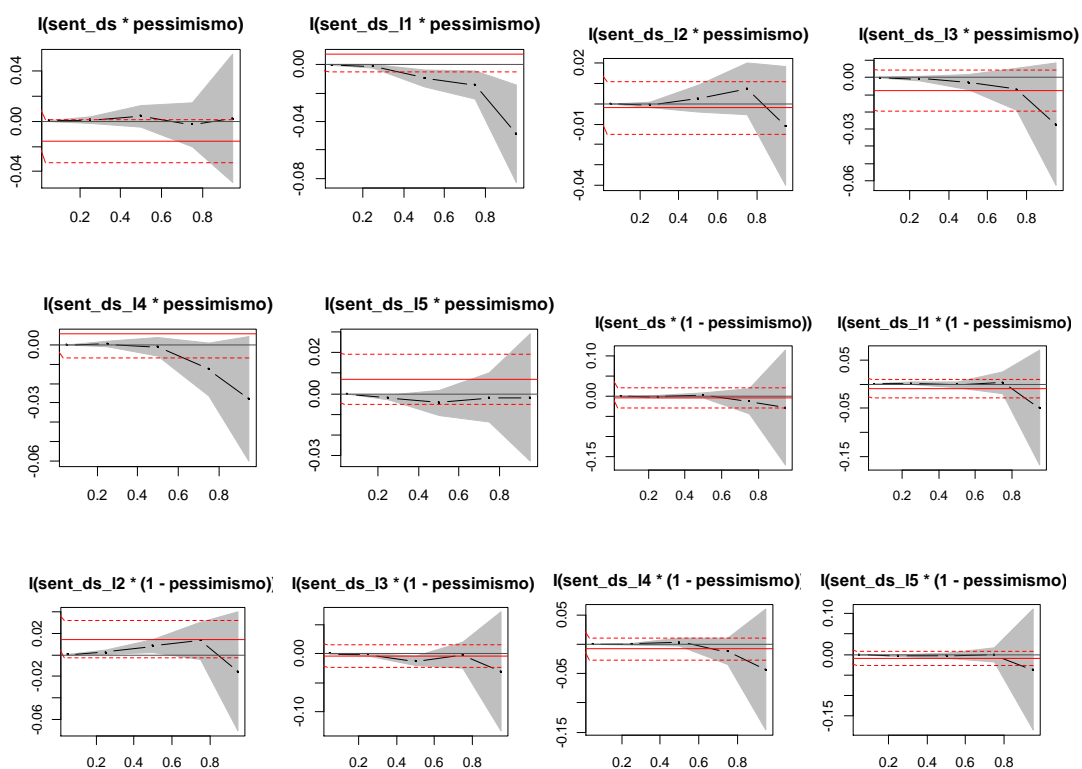 I(sent_ds * pessimismo)
0.04
0.00
-0.04
0.2 0.4 0.6 0.8
I(sent_ds_l1 * pessimismo)
0.00
-0.04
-0.08
0.2 0.4 0.6 0.8
I(sent_ds_l2 * pessimismo)
0.02
-0.01
-0.04
0.2 0.4 0.6 0.8
I(sent_ds_l3 * pessimismo)
0.00
-0.03
-0.06
0.2 0.4 0.6 0.8
I(sent_ds_l4 * pessimismo)
0.00
-0.03
-0.06
0.2 0.4 0.6 0.8
I(sent_ds_l5 * pessimismo)
0.02
0.00
-0.03
0.2 0.4 0.6 0.8
I(sent_ds * (1 - pessimismo))
0.10
0.00
-0.15
0.2 0.4 0.6 0.8
I(sent_ds_l1 * (1 - pessimismo)
0.05
-0.05
-0.15
0.2 0.4 0.6 0.8
I(sent_ds_l2 * (1 - pessimismo)
0.02
-0.02
-0.06
0.2 0.4 0.6 0.8
I(sent_ds_l3 * (1 - pessimismo)
0.00
-0.10
0.2 0.4 0.6 0.8
I(sent_ds_l4 * (1 - pessimismo)
0.05
-0.05
-0.15
0.2 0.4 0.6 0.8
I(sent_ds_l5 * (1 - pessimismo)
0.10
0.00
-0.15
0.2 0.4 0.6 0.8